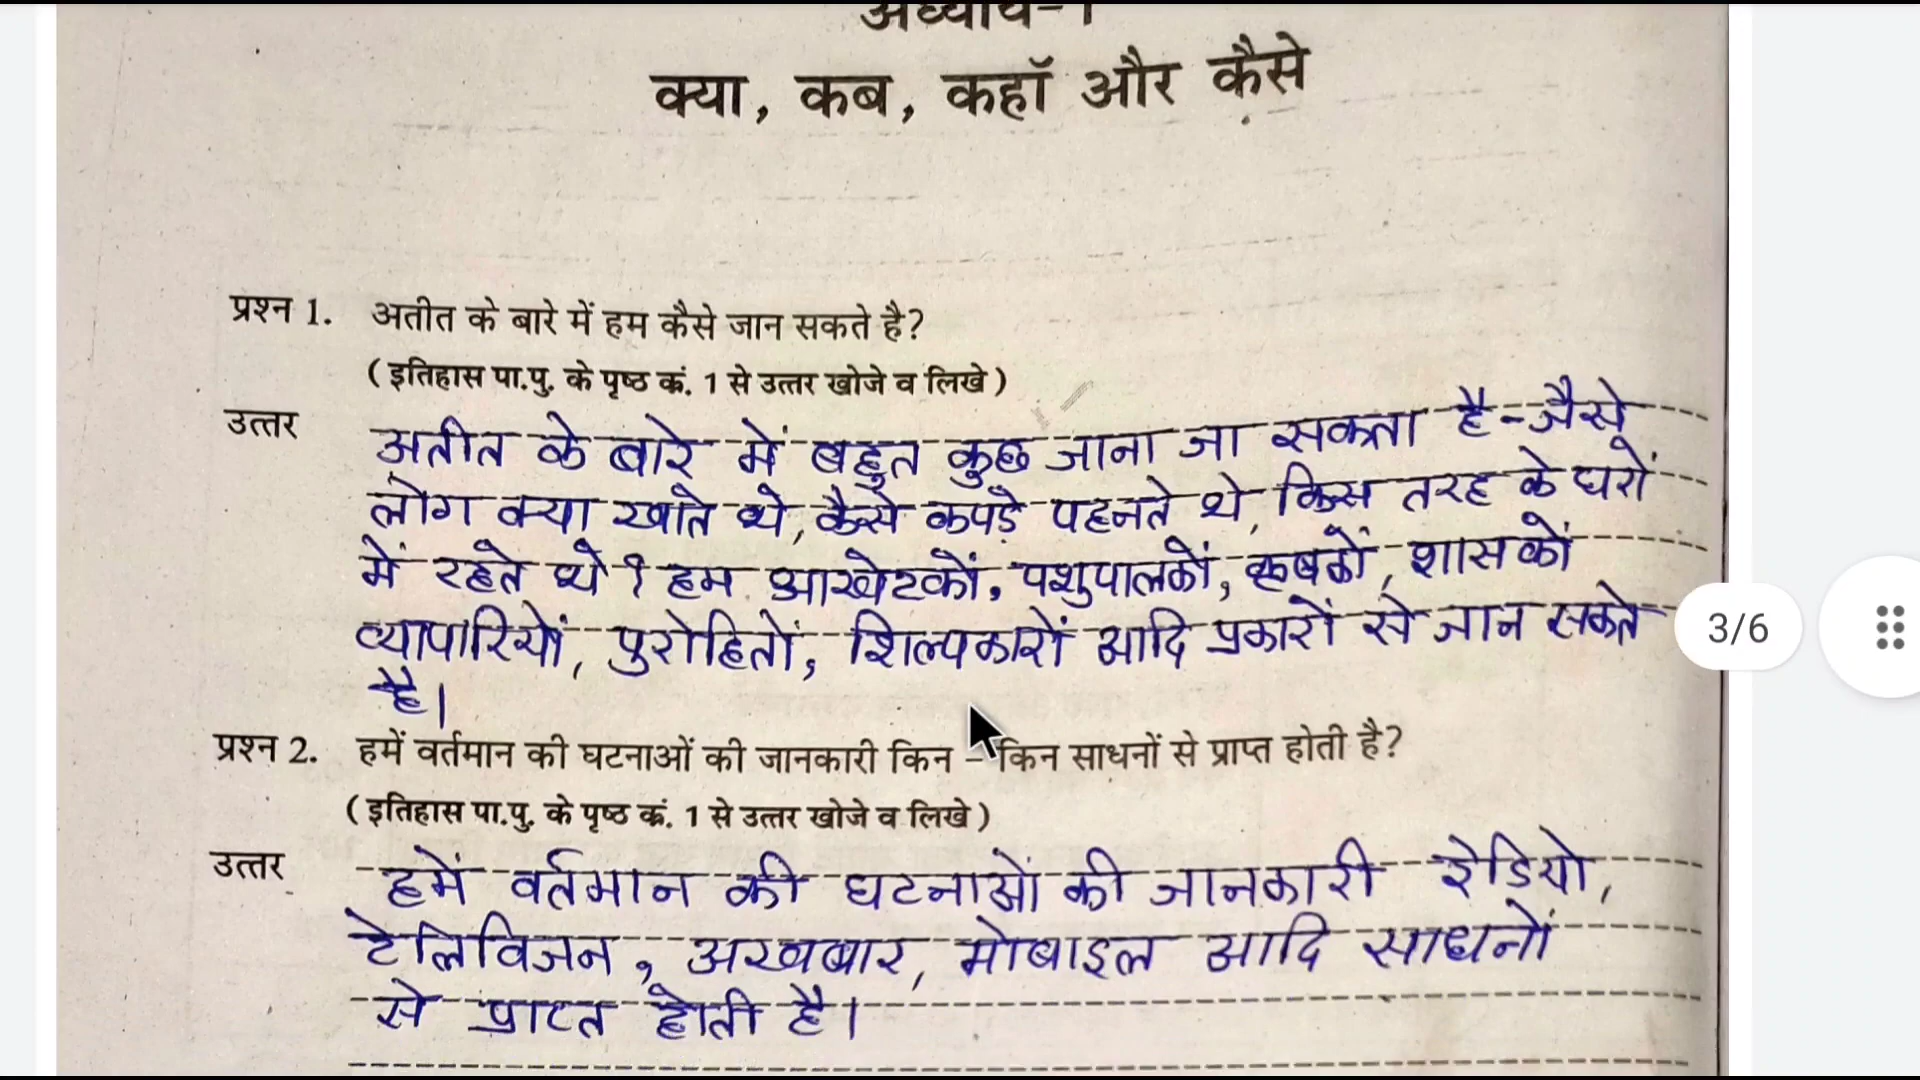 अध्याय-1
क्या, कब, कहॉ और कैसे
प्रश्न 1. अतीत के बारे में हम कैसे जान सकते है?
(इतिहास पा.पु. के पृष्ठ कं. 1 से उत्तर खोजे व लिखे)
उत्तर अतीत के बारे में बहुत कुछ जाना जा सकता है-जैसे
लोग क्या खाते थे, कैसे कपड़े पहनते थे, किस तरह के घरों
में रहते थे ? हम आखेटकों, पशुपालकों, कृषकों, शासकों
व्यापारियों, पुरोहितों, शिल्पकारों आदि प्रकारों से जान सकते
है।
प्रश्न 2. हमें वर्तमान की घटनाओं की जानकारी किन – किन साधनों से प्राप्त होती है?
(इतिहास पा.पु. के पृष्ठ कं. 1 से उत्तर खोजे व लिखे)
उत्तर हमें वर्तमान की घटनाओं की जानकारी रेडियो,
टेलिविजन, अखबार, मोबाइल आदि साधनों
से प्राप्त होती है।
3/6